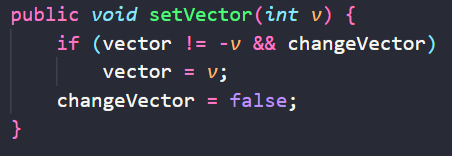 public void setVector(int v) {
    if (vector != -v && changeVector)
        vector = v;
    changeVector = false;
}